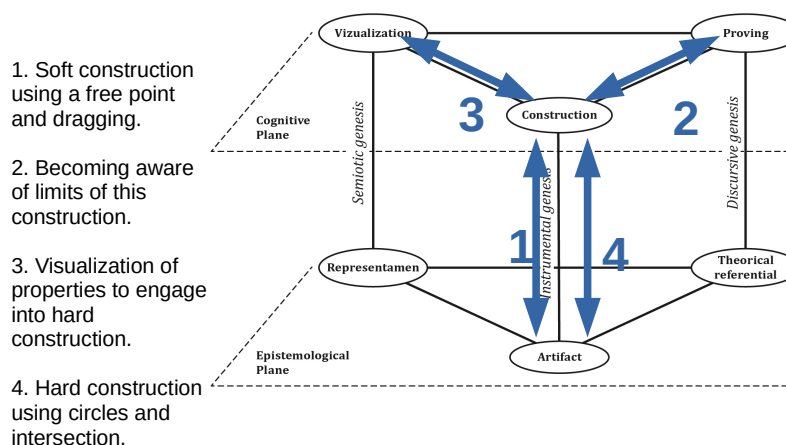 1. Soft construction
using a free point
and dragging.
2. Becoming aware
of limits of this
construction.
3. Visualization of
properties to engage
into hard
construction.
4. Hard construction
using circles and
intersection.
Vizualization
Proving
3
Construction
2
Cognitive
Plane
Semiotic genesis
Instrumental genesis
Discursive genesis
1
4
Representamen
Theorical
referential
Artifact
Epistemological
Plane